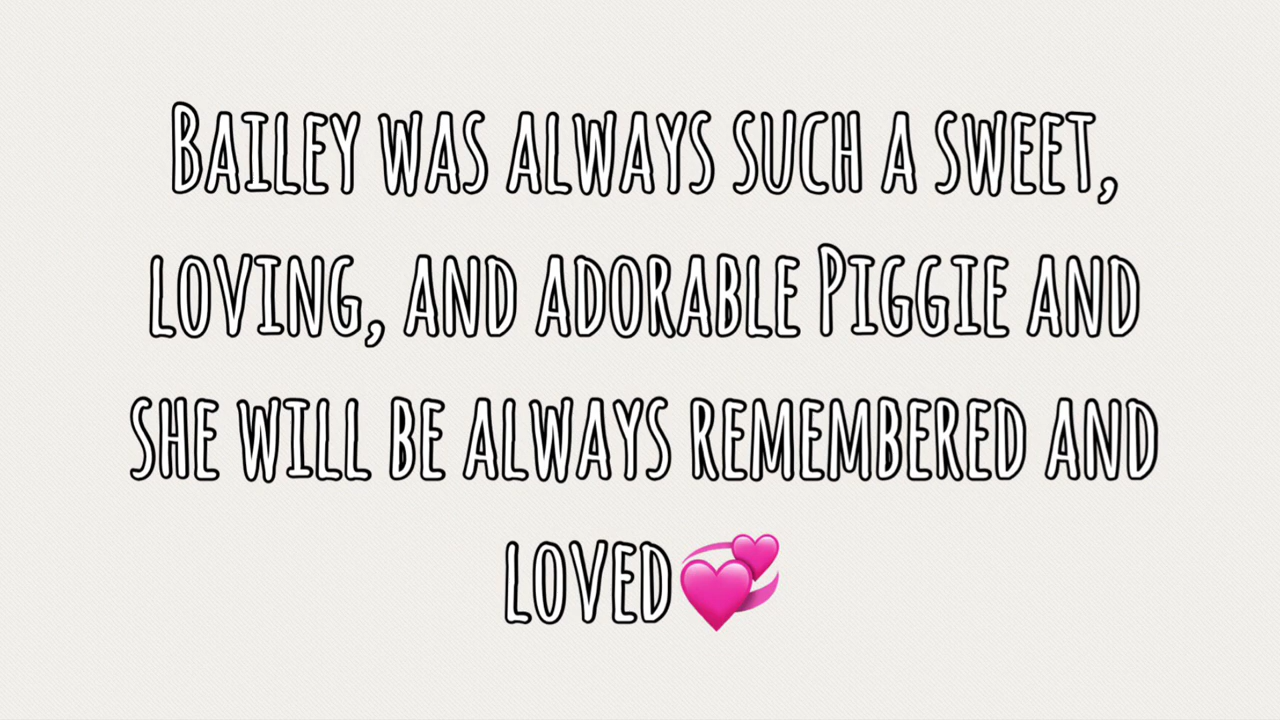 Bailey was always such a sweet,
loving, and adorable Piggie and
she will be always remembered and
loved💞